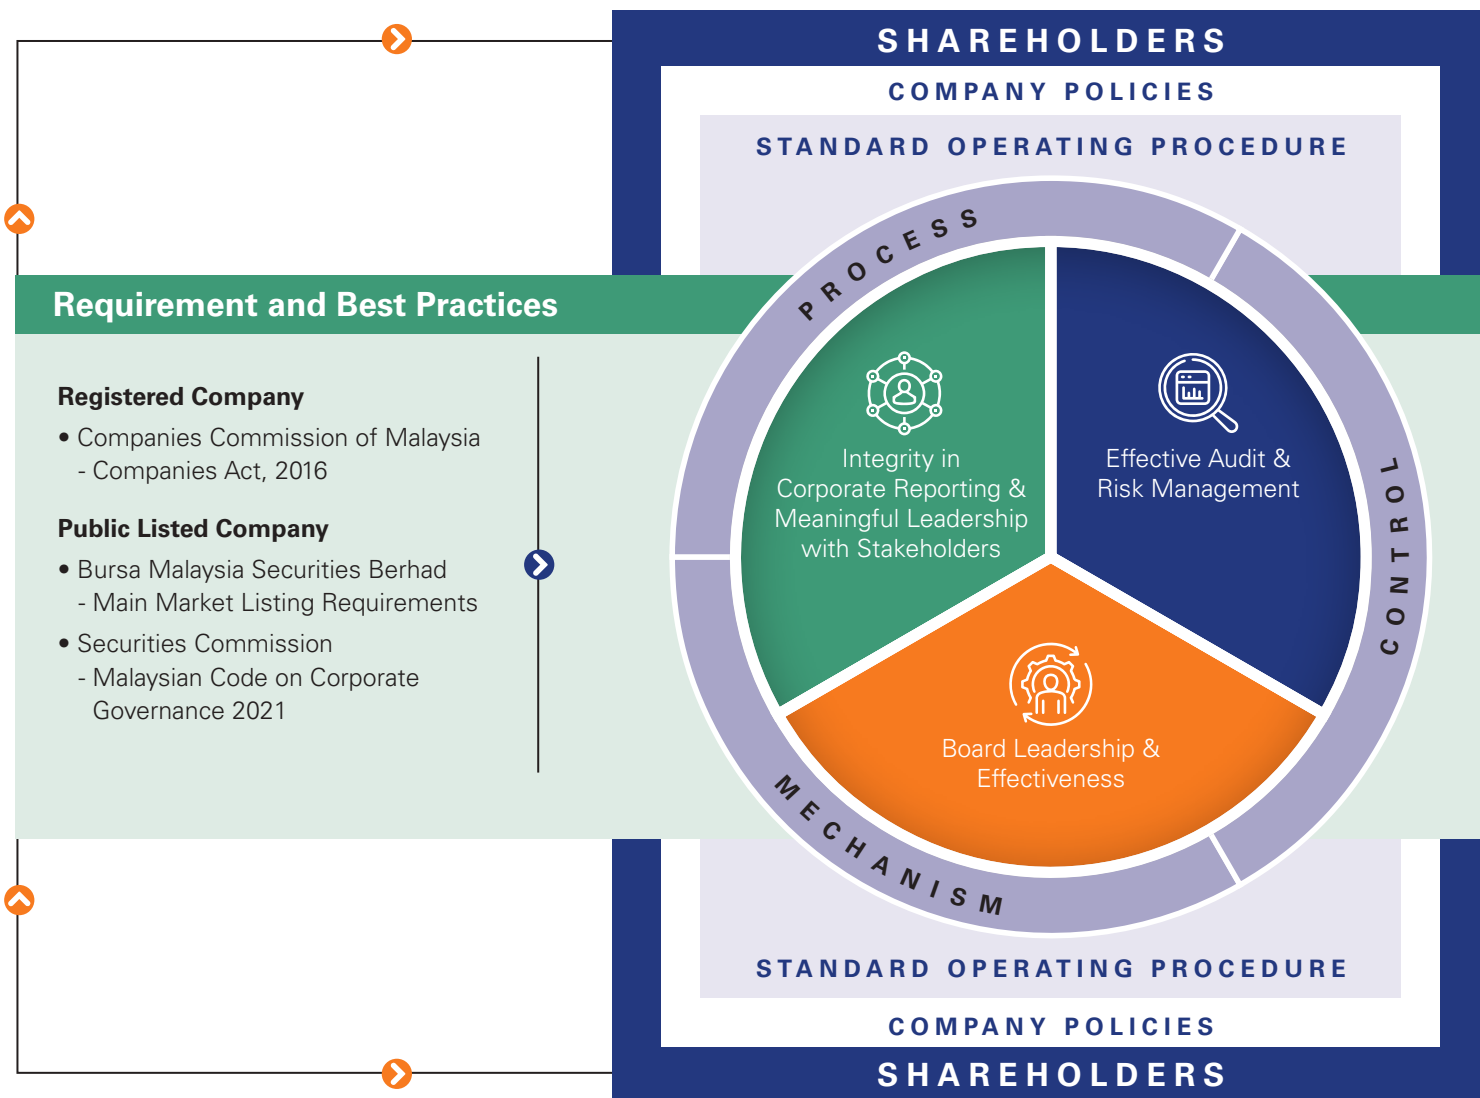 SHAREHOLDERS
COMPANY POLICIES
STANDARD OPERATING PROCEDURE
PROCESS
Requirement and Best Practices
Registered Company
• Companies Commission of Malaysia
- Companies Act, 2016
Public Listed Company
• Bursa Malaysia Securities Berhad
- Main Market Listing Requirements
• Securities Commission
- Malaysian Code on Corporate
Governance 2021
Integrity in
Corporate Reporting &
Meaningful Leadership
with Stakeholders
Effective Audit &
Risk Management
CONTROL
Board Leadership &
Effectiveness
MECHANISM
STANDARD OPERATING PROCEDURE
COMPANY POLICIES
SHAREHOLDERS